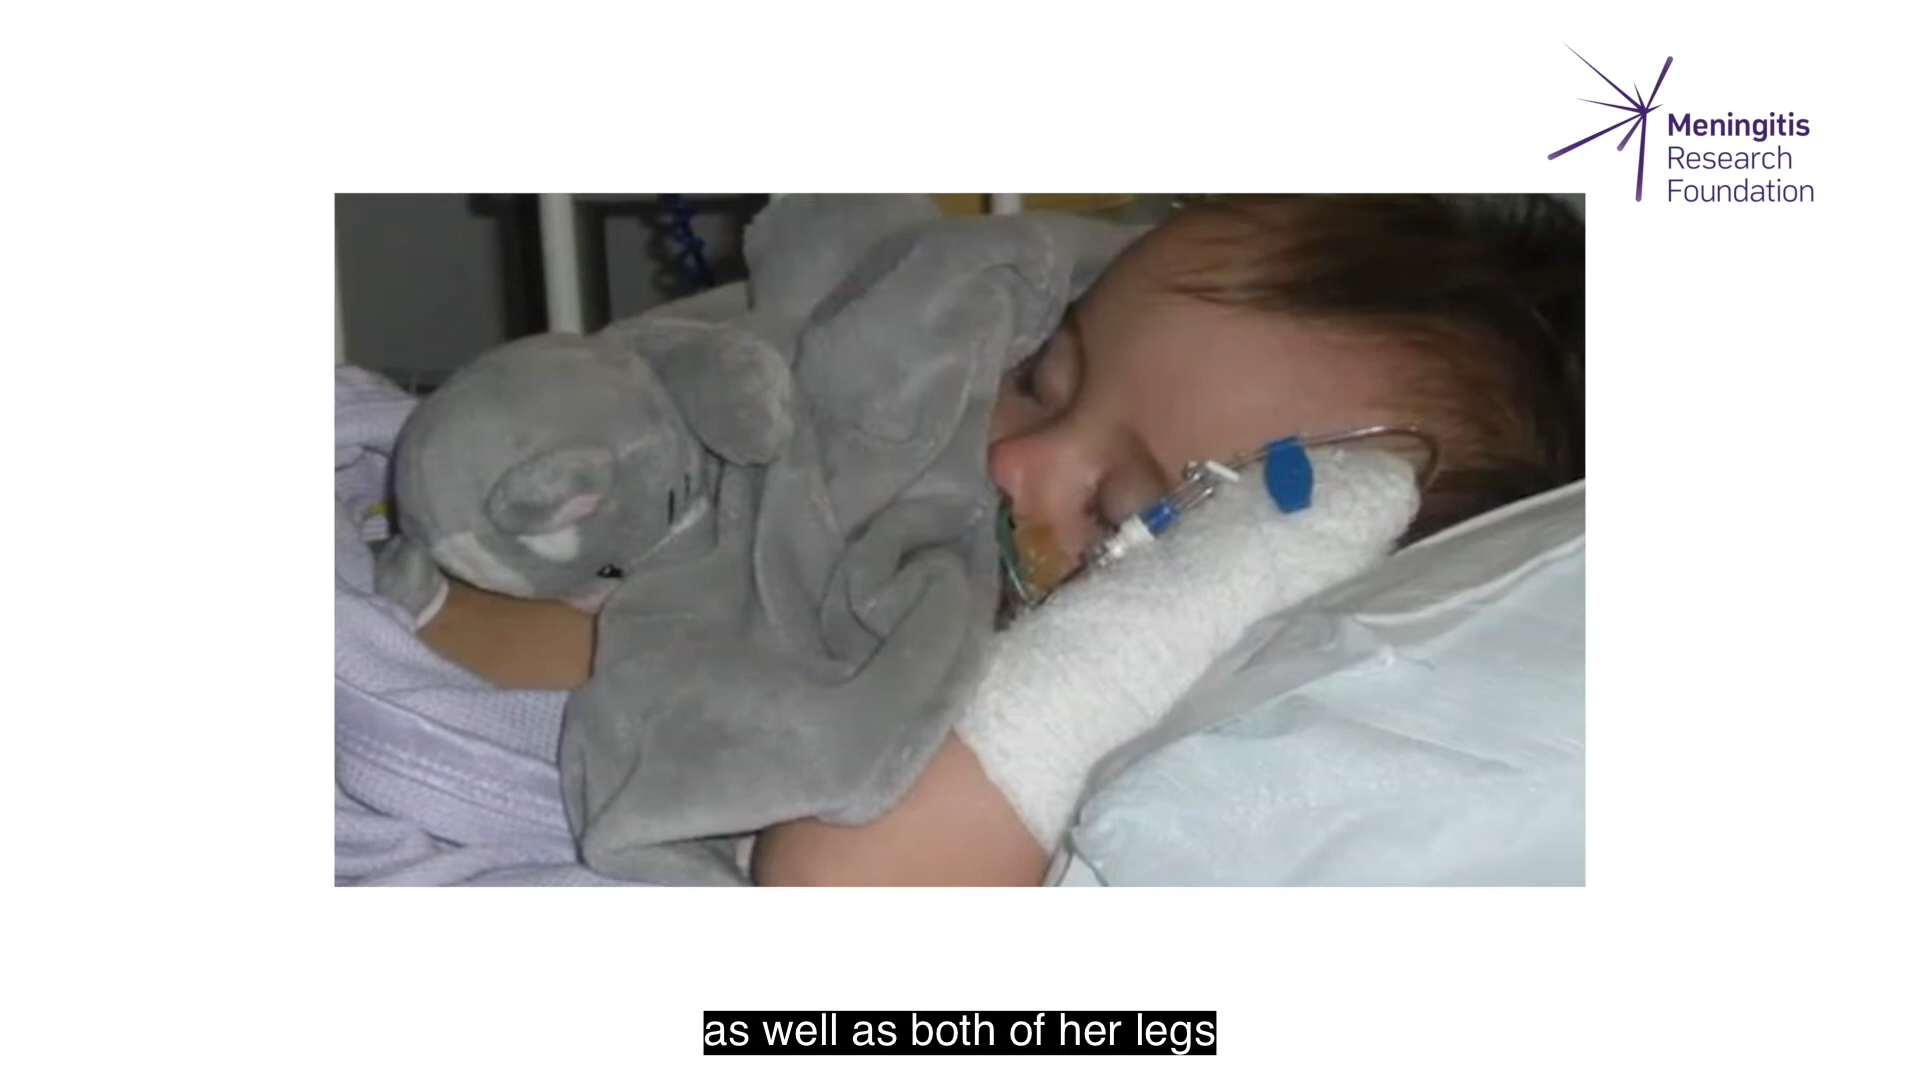 Meningitis
Research
Foundation
as well as both of her legs